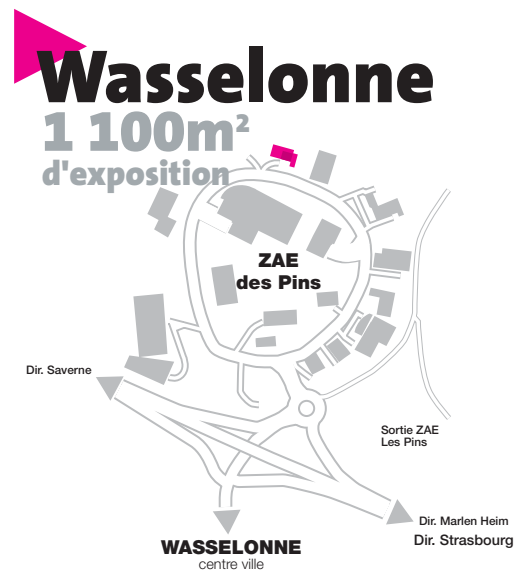 Wasselonne
1 100m²
d'exposition
ZAE
des Pins
Dir. Saverne
Sortie ZAE
Les Pins
Dir. Marlen Heim
Dir. Strasbourg
WASSELONNE
centre ville